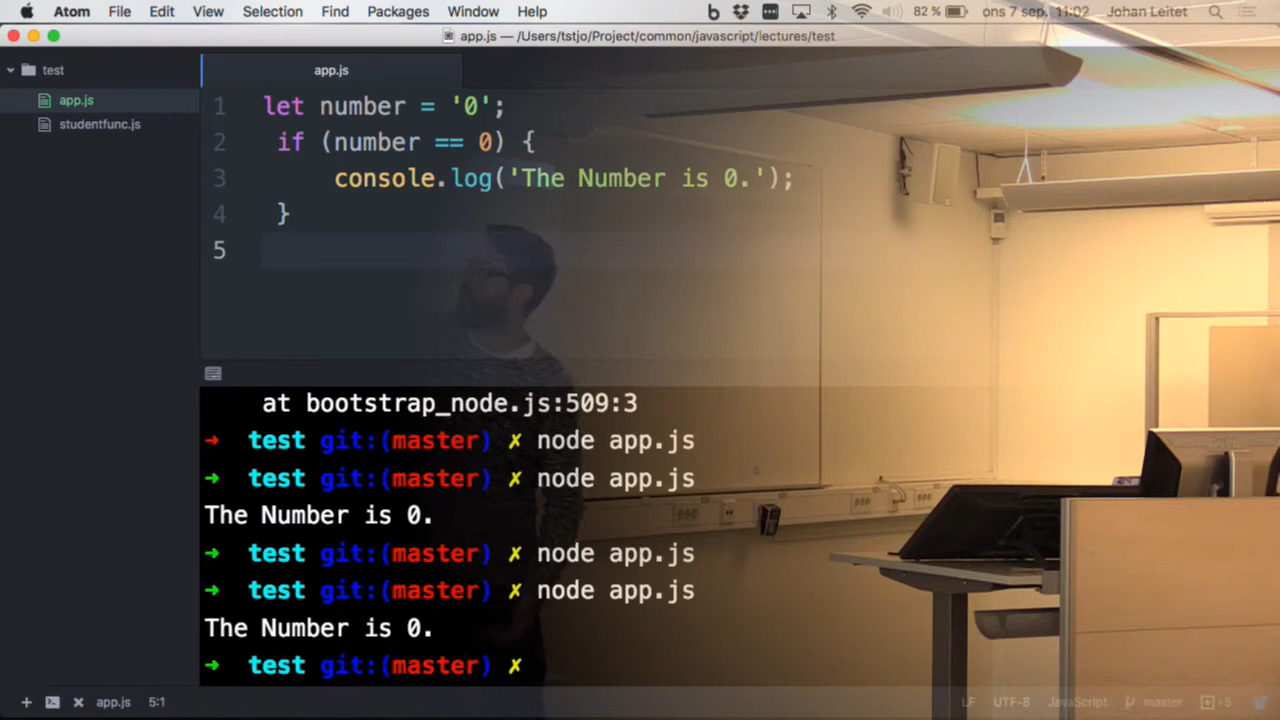 Atom File Edit View Selection Find Packages Window Help 82 % ons 7 sep. 11:02 Johan Leitet
app.js — /Users/tstjo/Project/common/javascript/lectures/test
test
app.js
studentfunc.js
app.js
1 let number = '0';
2 if (number == 0) {
3 console.log('The Number is 0.');
4 }
5
at bootstrap_node.js:509:3
➜ test git:(master) ✗ node app.js
➜ test git:(master) ✗ node app.js
The Number is 0.
➜ test git:(master) ✗ node app.js
➜ test git:(master) ✗ node app.js
The Number is 0.
➜ test git:(master) ✗
app.js 5:1 LF UTF-8 JavaScript master +5